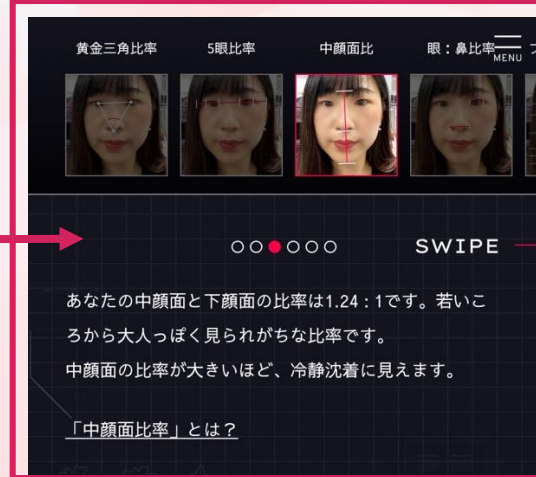 黄金三角比率
5眼比率
中顔面比
眼：鼻比率
MENU
SWIPE
あなたの中顔面と下顔面の比率は1.24：1です。若いこ
ろから大人っぽく見られがちな比率です。
中顔面の比率が大きいほど、冷静沈着に見えます。
「中顔面比率」とは？